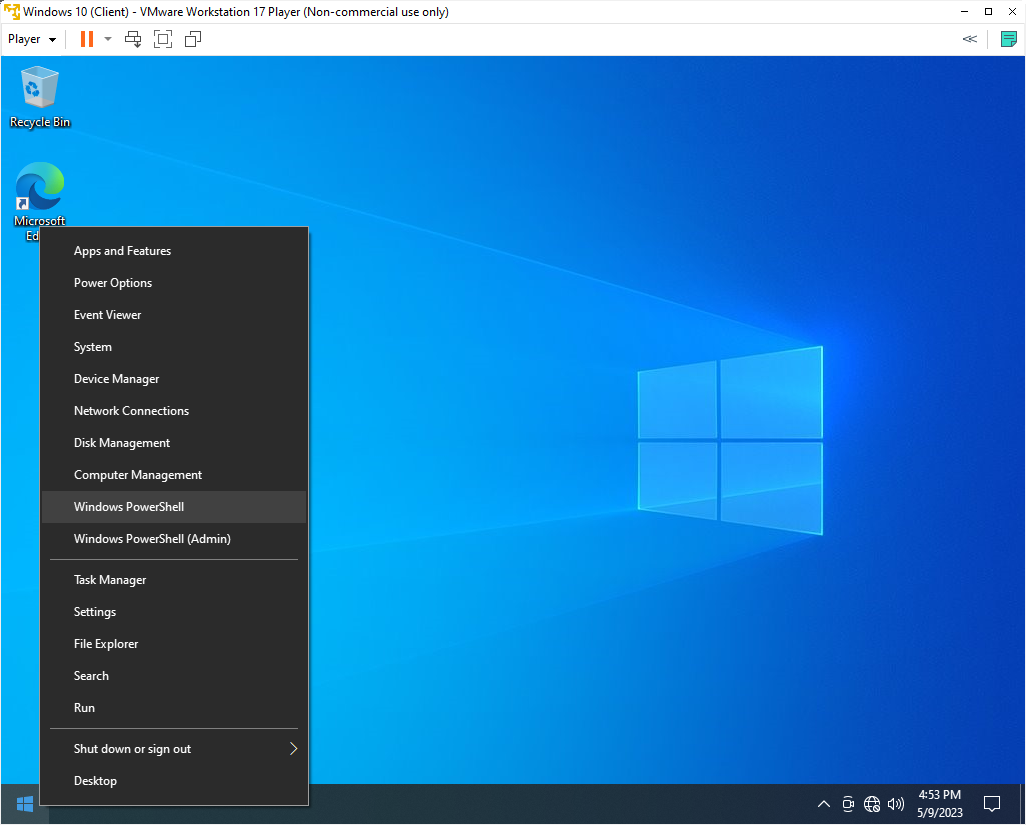 Windows 10 (Client) - VMware Workstation 17 Player (Non-commercial use only)
Player
Recycle Bin
Microsoft
Apps and Features
Power Options
Event Viewer
System
Device Manager
Network Connections
Disk Management
Computer Management
Windows PowerShell
Windows PowerShell (Admin)
Task Manager
Settings
File Explorer
Search
Run
Shut down or sign out
Desktop
4:53 PM
5/9/2023